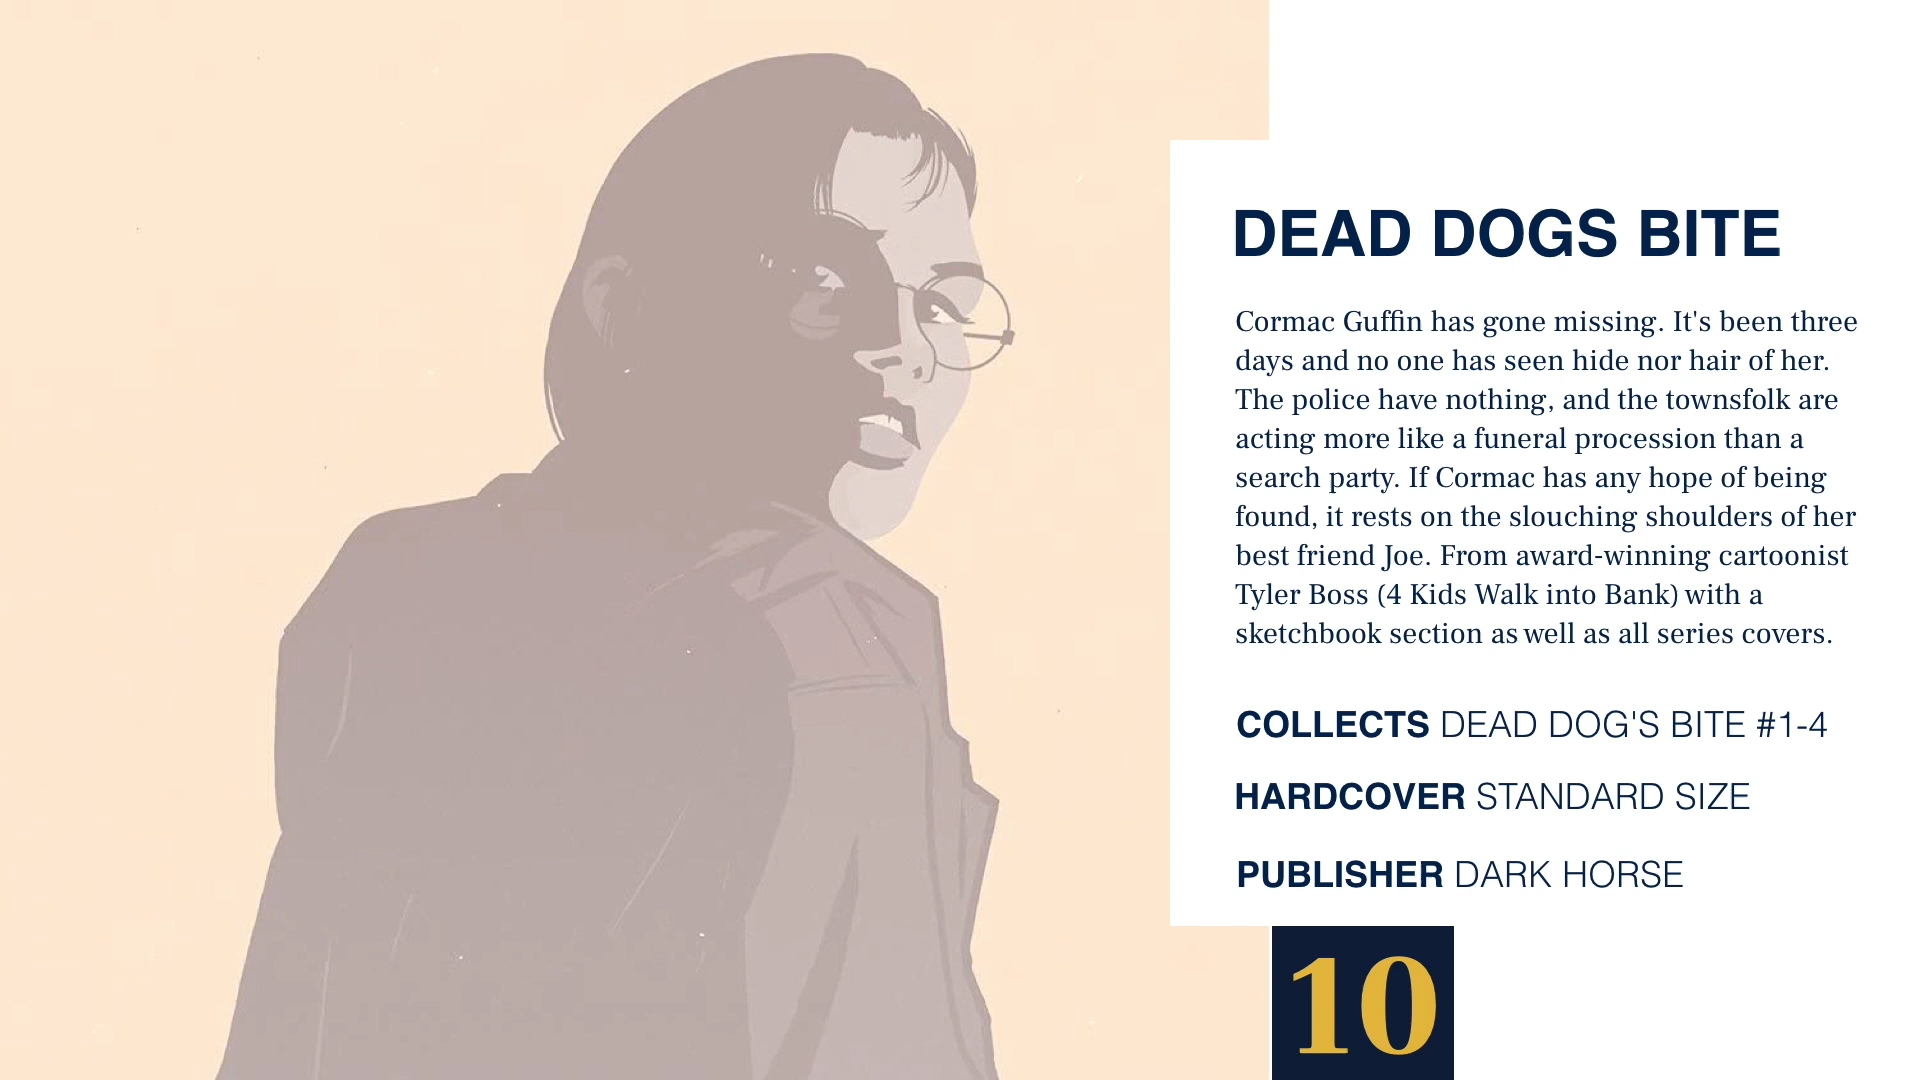 DEAD DOGS BITE
Cormac Guffin has gone missing. It's been three
days and no one has seen hide nor hair of her.
The police have nothing, and the townsfolk are
acting more like a funeral procession than a
search party. If Cormac has any hope of being
found, it rests on the slouching shoulders of her
best friend Joe. From award-winning cartoonist
Tyler Boss (4 Kids Walk into Bank) with a
sketchbook section as well as all series covers.
COLLECTS DEAD DOG'S BITE #1-4
HARDCOVER STANDARD SIZE
PUBLISHER DARK HORSE
10